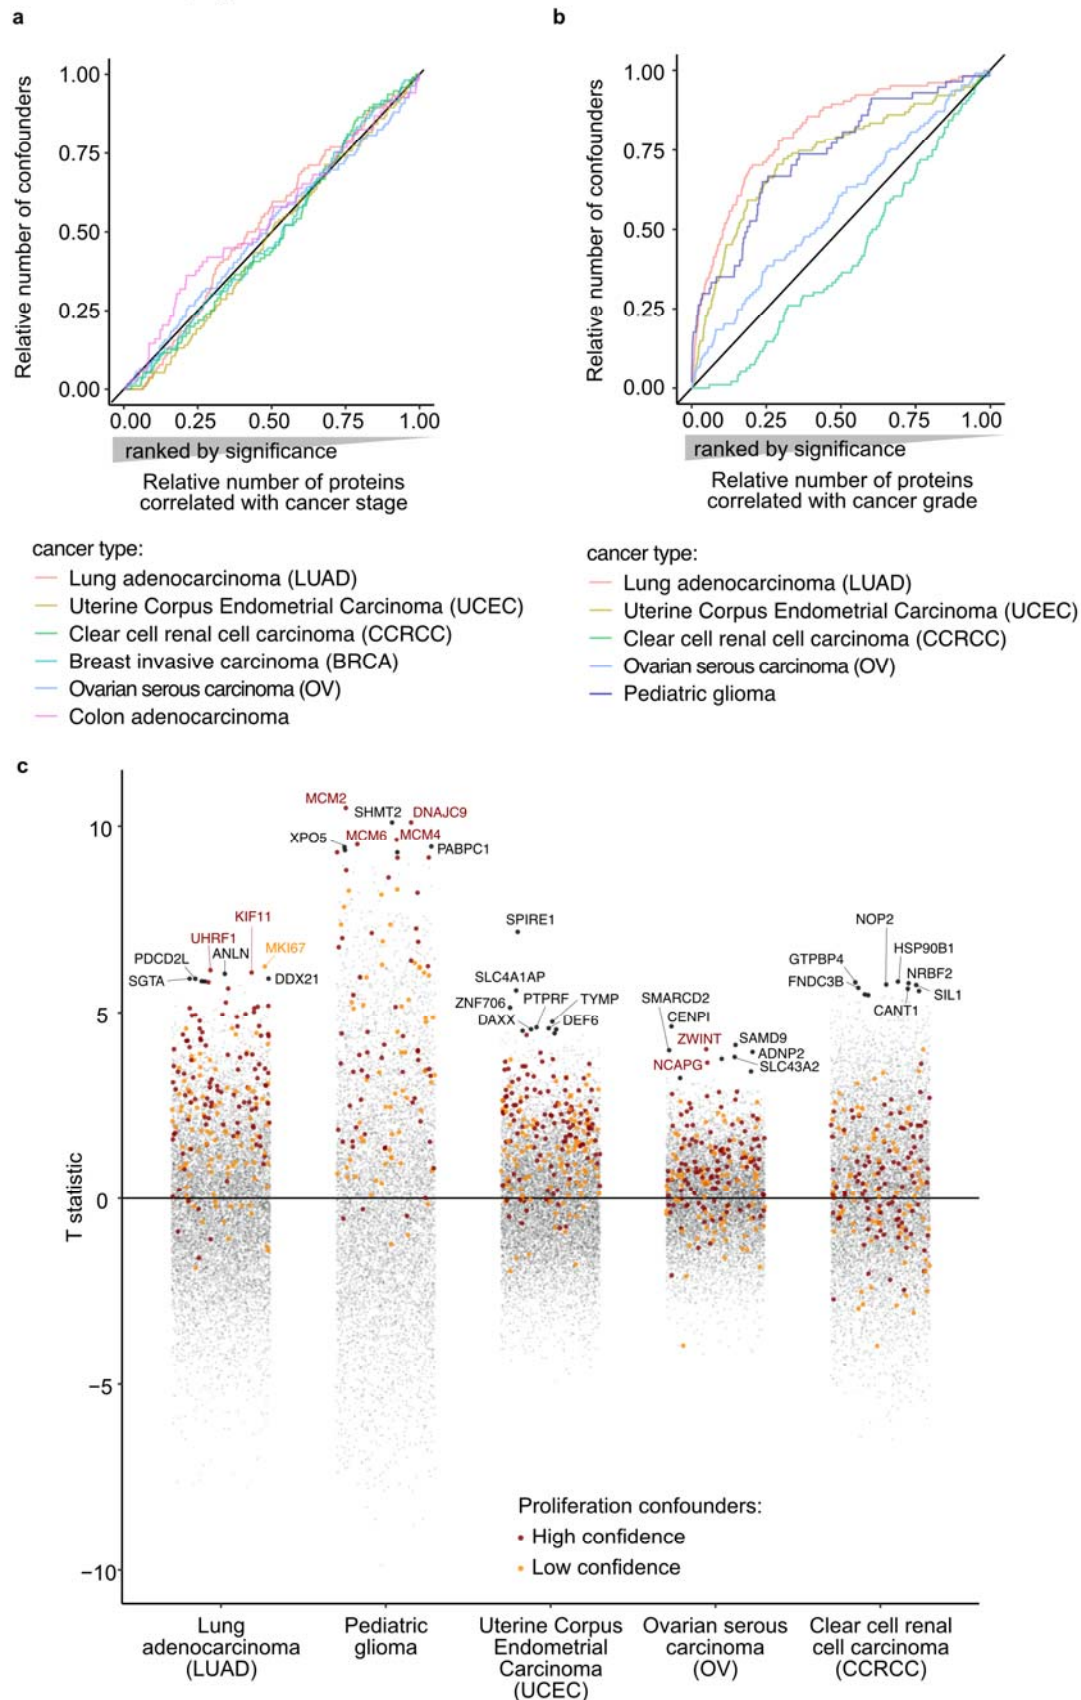 a
Relative number of confounders
1.00
0.75
0.50
0.25
0.00
0.00 0.25 0.50 0.75 1.00
ranked by significance
Relative number of proteins
correlated with cancer stage
cancer type:
Lung adenocarcinoma (LUAD)
Uterine Corpus Endometrial Carcinoma (UCEC)
Clear cell renal cell carcinoma (CCRCC)
Breast invasive carcinoma (BRCA)
Ovarian serous carcinoma (OV)
Colon adenocarcinoma
b
Relative number of confounders
1.00
0.75
0.50
0.25
0.00
0.00 0.25 0.50 0.75 1.00
ranked by significance
Relative number of proteins
correlated with cancer grade
cancer type:
Lung adenocarcinoma (LUAD)
Uterine Corpus Endometrial Carcinoma (UCEC)
Clear cell renal cell carcinoma (CCRCC)
Ovarian serous carcinoma (OV)
Pediatric glioma
c
T statistic
10
5
0
−5
−10
KIF11
UHRF1
ANLN
MKI67
PDCD2L
SGTA
DDX21
MCM2
SHMT2
DNAJC9
XPO5
MCM6
MCM4
PABPC1
SPIRE1
SLC4A1AP
ZNF706
PTPRF
TYMP
DAXX
DEF6
SMARCD2
CENPI
ZWINT
SAMD9
NCAPG
ADNP2
SLC43A2
NOP2
HSP90B1
GTPBP4
FNDC3B
NRBF2
SIL1
CANT1
Proliferation confounders:
High confidence
Low confidence
Lung
adenocarcinoma
(LUAD)
Pediatric
glioma
Uterine Corpus
Endometrial
Carcinoma
(UCEC)
Ovarian serous
carcinoma
(OV)
Clear cell renal
cell carcinoma
(CCRCC)